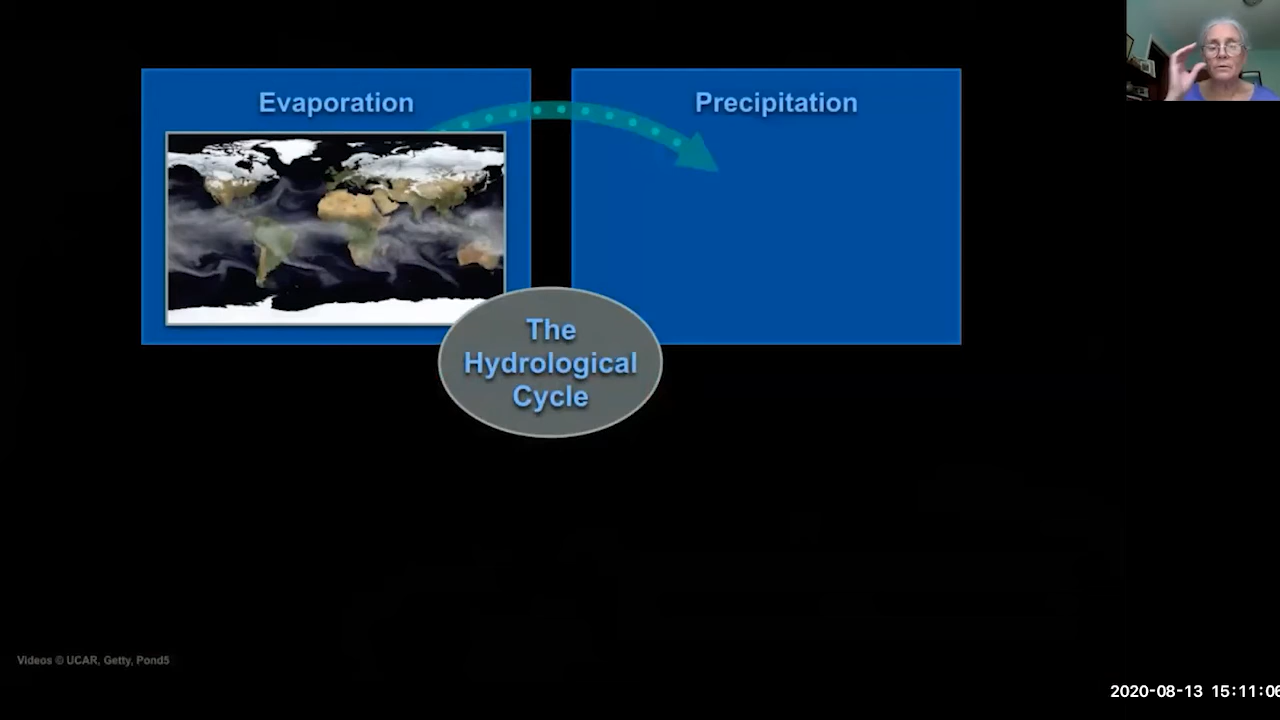 Evaporation
Precipitation
The
Hydrological
Cycle
Videos © UCAR, Getty, Pond5
2020-08-13 15:11:06